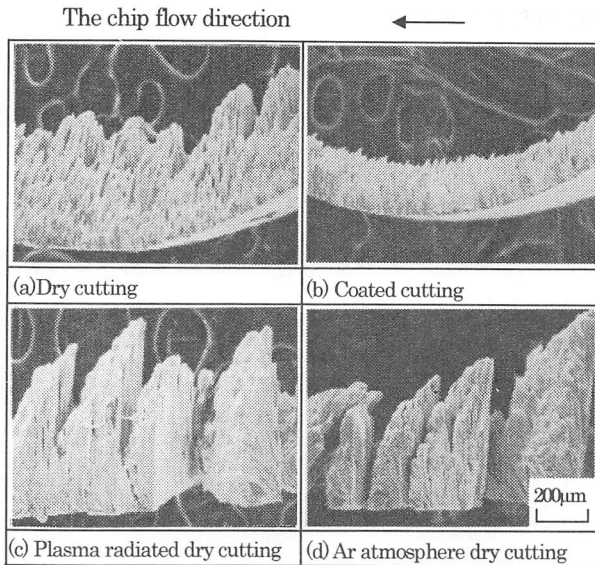 The chip flow direction
(a)Dry cutting
(b) Coated cutting
200μm
(c) Plasma radiated dry cutting
(d) Ar atmosphere dry cutting